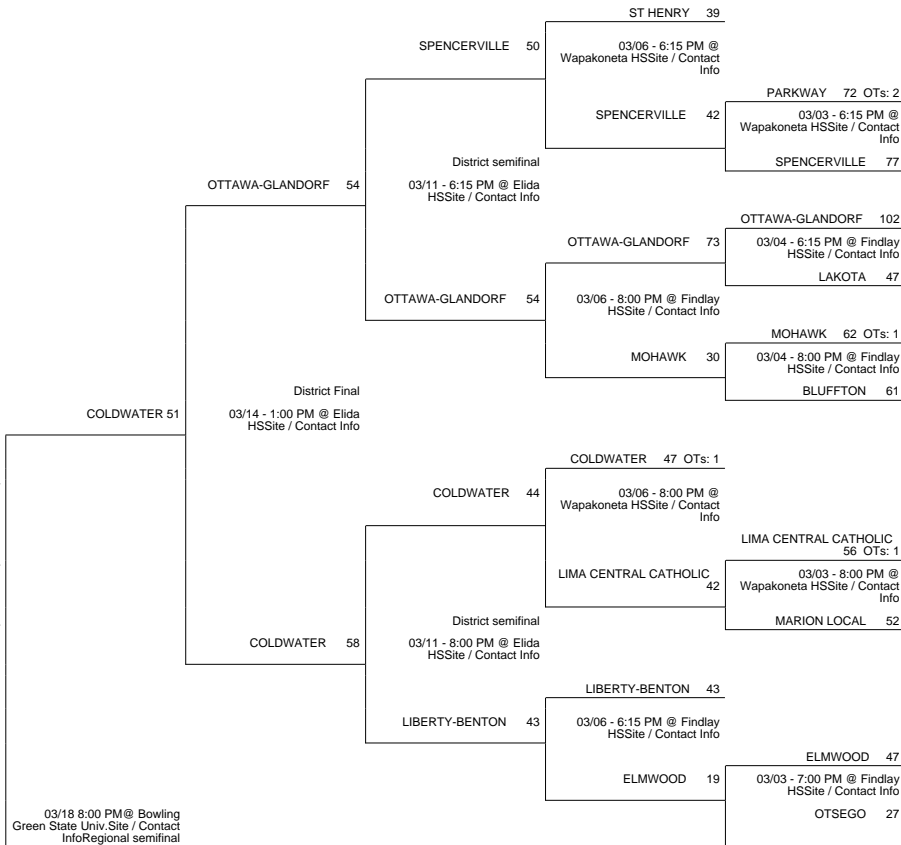 ST HENRY 39
SPENCERVILLE 50
03/06 - 6:15 PM @
Wapakoneta HSSite / Contact
Info
PARKWAY 72 OTs: 2
SPENCERVILLE 42
03/03 - 6:15 PM @
Wapakoneta HSSite / Contact
Info
SPENCERVILLE 77
District semifinal
03/11 - 6:15 PM @ Elida
HSSite / Contact Info
OTTAWA-GLANDORF 54
OTTAWA-GLANDORF 102
OTTAWA-GLANDORF 73
03/04 - 6:15 PM @ Findlay
HSSite / Contact Info
LAKOTA 47
OTTAWA-GLANDORF 54
03/06 - 8:00 PM @ Findlay
HSSite / Contact Info
MOHAWK 62 OTs: 1
MOHAWK 30
03/04 - 8:00 PM @ Findlay
HSSite / Contact Info
BLUFFTON 61
District Final
03/14 - 1:00 PM @ Elida
HSSite / Contact Info
COLDWATER 51
COLDWATER 47 OTs: 1
COLDWATER 44
03/06 - 8:00 PM @
Wapakoneta HSSite / Contact
Info
LIMA CENTRAL CATHOLIC
56 OTs: 1
LIMA CENTRAL CATHOLIC
42
03/03 - 8:00 PM @
Wapakoneta HSSite / Contact
Info
MARION LOCAL 52
District semifinal
03/11 - 8:00 PM @ Elida
HSSite / Contact Info
COLDWATER 58
LIBERTY-BENTON 43
LIBERTY-BENTON 43
03/06 - 6:15 PM @ Findlay
HSSite / Contact Info
ELMWOOD 47
ELMWOOD 19
03/03 - 7:00 PM @ Findlay
HSSite / Contact Info
OTSEGO 27
03/18 8:00 PM@ Bowling
Green State Univ.Site / Contact
InfoRegional semifinal